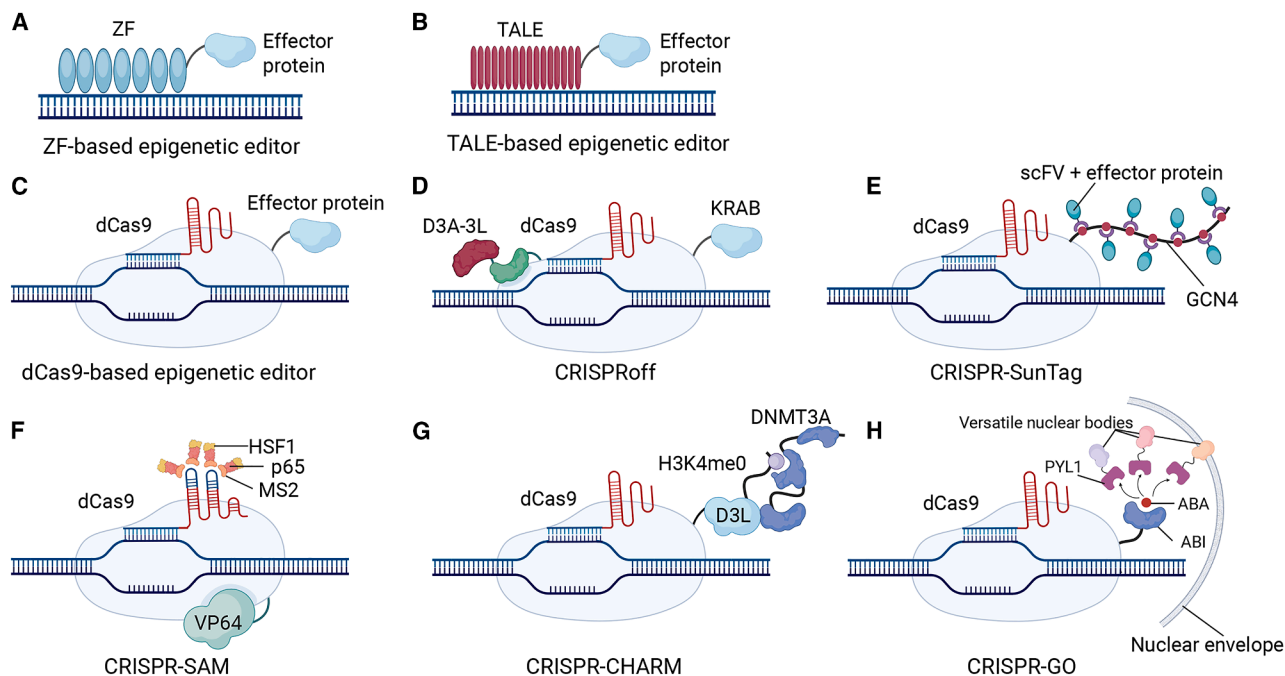 A
ZF
Effector
protein
ZF-based epigenetic editor
B
TALE
Effector
protein
TALE-based epigenetic editor
C
dCas9
Effector protein
dCas9-based epigenetic editor
D
D3A-3L
dCas9
KRAB
CRISPRoff
E
scFV + effector protein
dCas9
GCN4
CRISPR-SunTag
F
HSF1
p65
MS2
dCas9
VP64
CRISPR-SAM
G
DNMT3A
H3K4me0
dCas9
D3L
CRISPR-CHARM
H
Versatile nuclear bodies
PYL1
dCas9
ABA
ABI
Nuclear envelope
CRISPR-GO